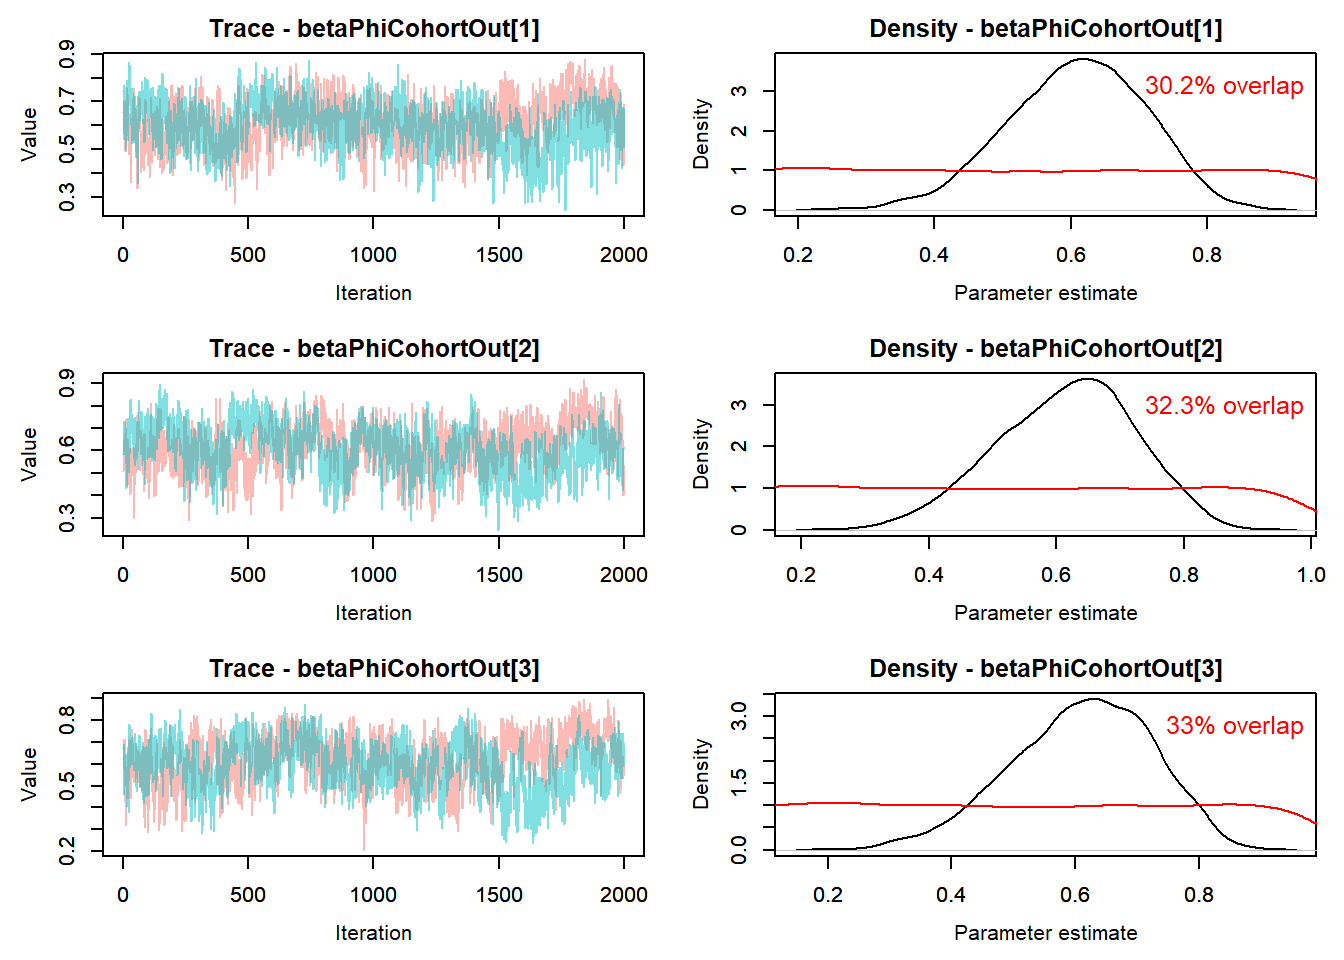 Trace - betaPhiCohortOut[1]
Value
0.3 0.5 0.7 0.9
0 500 1000 1500 2000
Iteration
Density - betaPhiCohortOut[1]
30.2% overlap
Density
0 1 2 3
0.2 0.4 0.6 0.8
Parameter estimate
Trace - betaPhiCohortOut[2]
Value
0.3 0.6 0.9
0 500 1000 1500 2000
Iteration
Density - betaPhiCohortOut[2]
32.3% overlap
Density
0 1 2 3
0.2 0.4 0.6 0.8 1.0
Parameter estimate
Trace - betaPhiCohortOut[3]
Value
0.2 0.5 0.8
0 500 1000 1500 2000
Iteration
Density - betaPhiCohortOut[3]
33% overlap
Density
0.0 1.5 3.0
0.2 0.4 0.6 0.8
Parameter estimate